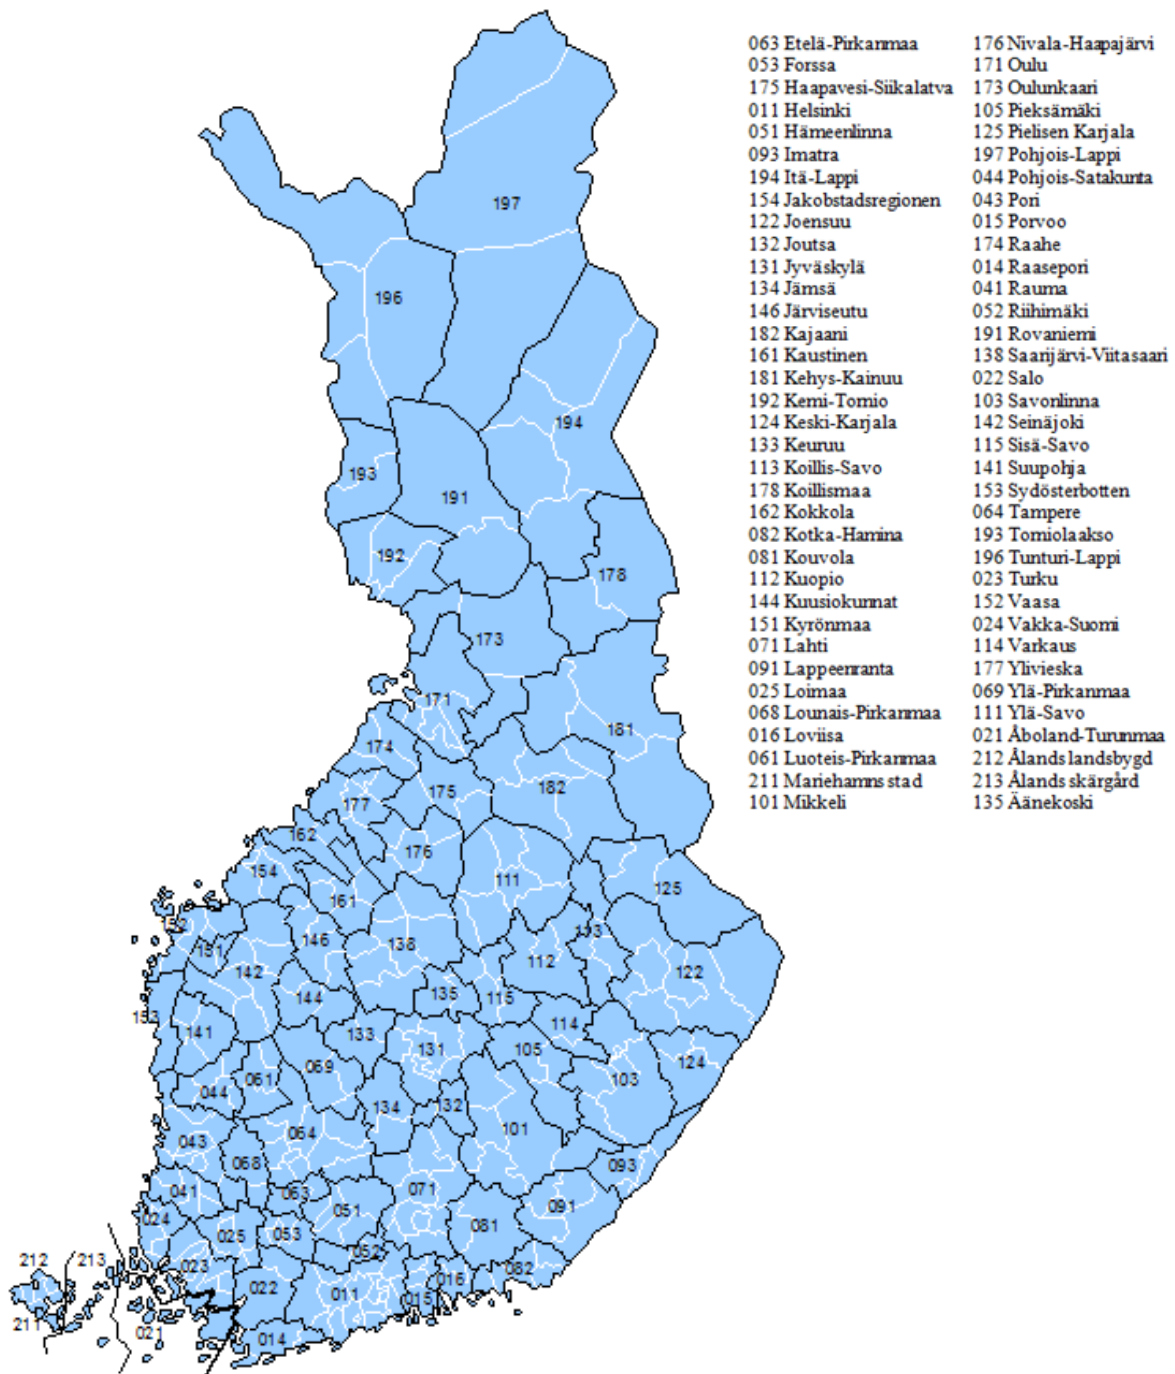 063 Etelä-Pirkanmaa
053 Forssa
175 Haapavesi-Siikalatva
011 Helsinki
051 Hämeenlinna
093 Imatra
194 Itä-Lappi
154 Jakobstadsregionen
122 Joensuu
132 Joutsa
131 Jyväskylä
134 Jämsä
146 Järviseutu
182 Kajaani
161 Kaustinen
181 Kehys-Kainuu
192 Kemi-Tornio
124 Keski-Karjala
133 Keuruu
113 Koillis-Savo
178 Koillismaa
162 Kokkola
082 Kotka-Hamina
081 Kouvola
112 Kuopio
144 Kuusiokunnat
151 Kyrönmaa
071 Lahti
091 Lappeenranta
025 Loimaa
068 Lounais-Pirkanmaa
016 Loviisa
061 Luoteis-Pirkanmaa
211 Mariehamns stad
101 Mikkeli
176 Nivala-Haapajärvi
171 Oulu
173 Oulunkaari
105 Pieksämäki
125 Pielisen Karjala
197 Pohjois-Lappi
044 Pohjois-Satakunta
043 Pori
015 Porvoo
174 Raahe
014 Raasepori
041 Rauma
052 Riihimäki
191 Rovaniemi
138 Saarijärvi-Viitasaari
022 Salo
103 Savonlinna
142 Seinäjoki
115 Sisä-Savo
141 Suupohja
153 Sydösterbotten
064 Tampere
193 Torniolaakso
196 Tunturi-Lappi
023 Turku
152 Vaasa
024 Vakka-Suomi
114 Varkaus
177 Ylivieska
069 Ylä-Pirkanmaa
111 Ylä-Savo
021 Åboland-Turunmaa
212 Ålands landsbygd
213 Ålands skärgård
135 Äänekoski
197
196
194
193
191
192
178
173
171
181
174
175
182
177
162
176
154
161
111
125
152
151
146
138
113
142
112
122
144
135
115
153
141
133
131
114
105
061
069
103
124
044
134
132
064
101
043
068
093
063
071
041
051
091
024
025
053
081
052
212
213
023
022
011
016
082
015
211
021
014